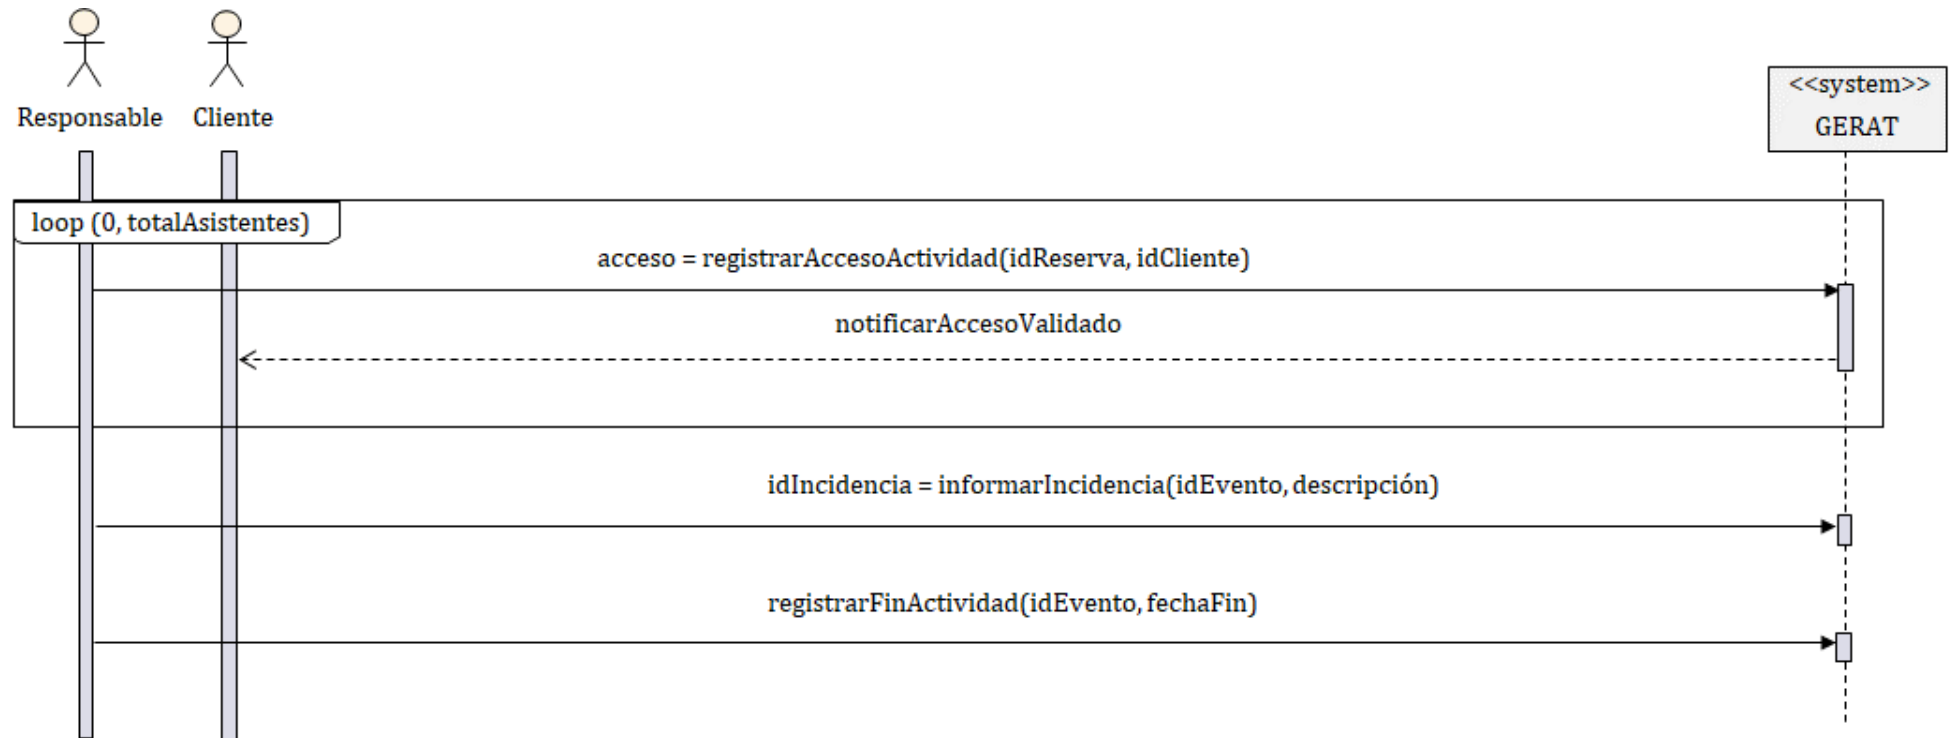 <<system>>
GERAT
Responsable
Cliente
loop (0, totalAsistentes)
acceso = registrarAccesoActividad(idReserva, idCliente)
notificarAccesoValidado
idIncidencia = informarIncidencia(idEvento, descripción)
registrarFinActividad(idEvento, fechaFin)